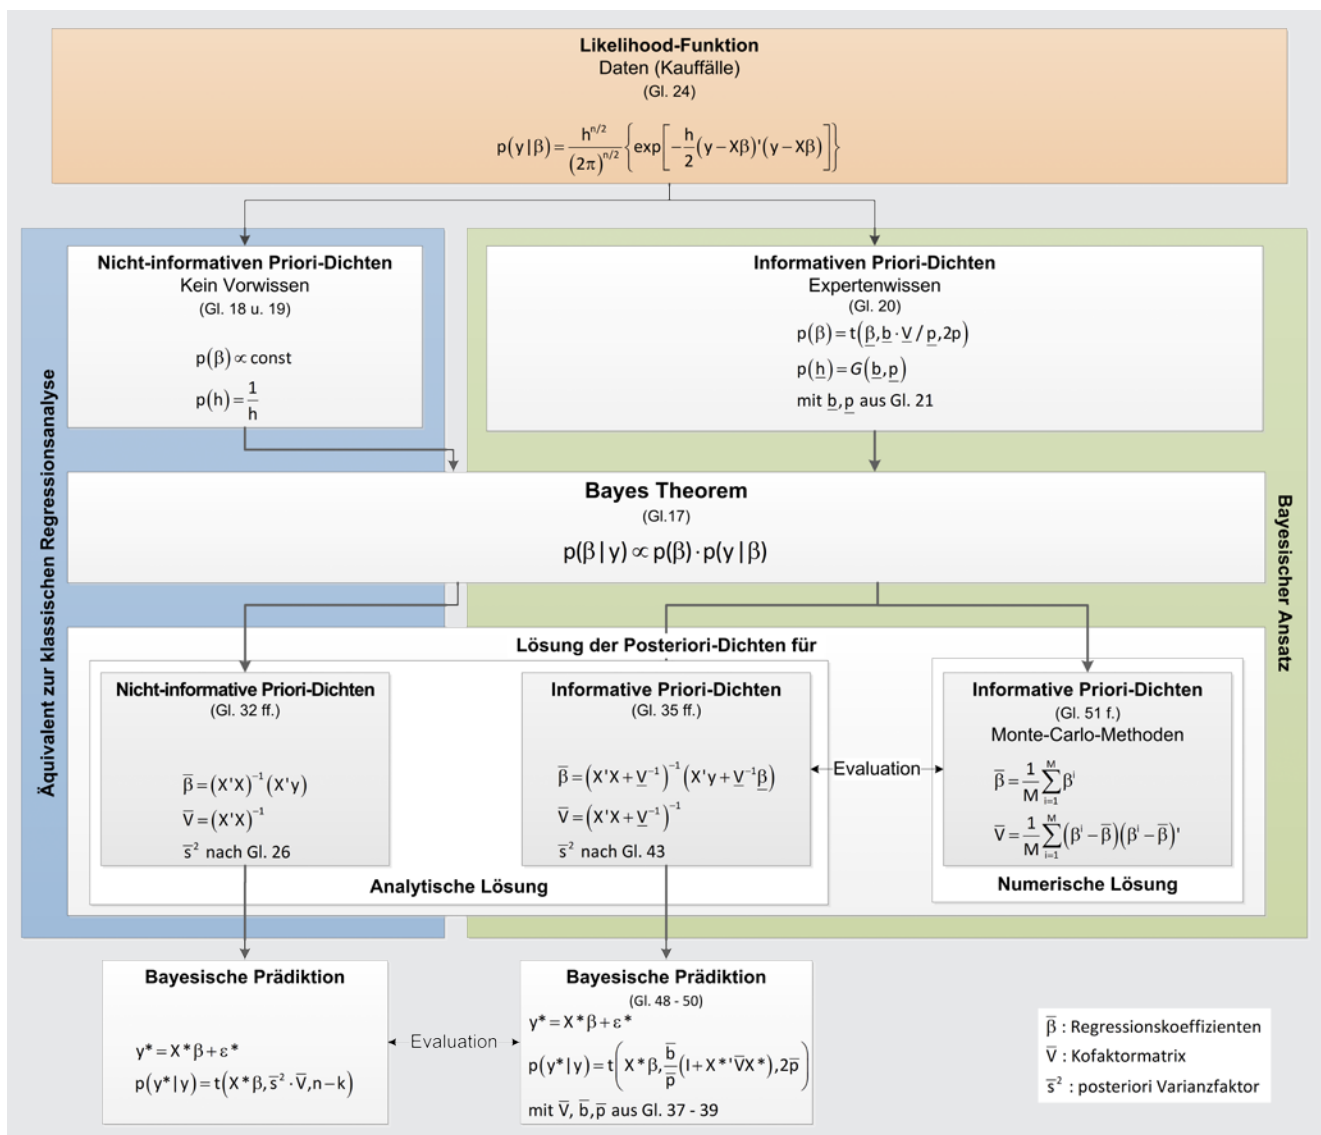 Likelihood-Funktion
Daten (Kauffälle)
(Gl. 24)
p(y|β)=h^{n/2}/(2π)^{n/2}{exp[-h/2(y-Xβ)'(y-Xβ)]}
Nicht-informativen Priori-Dichten
Kein Vorwissen
(Gl. 18 u. 19)
p(β)∝const
p(h)=1/h
Informativen Priori-Dichten
Expertenwissen
(Gl. 20)
p(β)=t(β̲,b̲·V̲/p̲,2p)
p(h̲)=G(b̲,p̲)
mit b̲,p̲ aus Gl. 21
Äquivalent zur klassischen Regressionsanalyse
Bayesischer Ansatz
Bayes Theorem
(Gl.17)
p(β|y)∝p(β)·p(y|β)
Lösung der Posteriori-Dichten für
Nicht-informative Priori-Dichten
(Gl. 32 ff.)
β̅=(X'X)⁻¹(X'y)
V̅=(X'X)⁻¹
s̅² nach Gl. 26
Informative Priori-Dichten
(Gl. 35 ff.)
β̅=(X'X+V̲⁻¹)⁻¹(X'y+V̲⁻¹β̲)
V̅=(X'X+V̲⁻¹)⁻¹
s̅² nach Gl. 43
Analytische Lösung
Evaluation
Informative Priori-Dichten
(Gl. 51 f.)
Monte-Carlo-Methoden
β̅=1/M ∑_{i=1}^{M} βⁱ
V̅=1/M ∑_{i=1}^{M} (βⁱ-β̅)(βⁱ-β̅)'
Numerische Lösung
Bayesische Prädiktion
y*=X*β+ε*
p(y*|y)=t(X*β,s̅²·V̅,n-k)
Evaluation
Bayesische Prädiktion
(Gl. 48 - 50)
y*=X*β+ε*
p(y*|y)=t(X*β,b̅/p̅(I+X*'V̅X*),2p̅)
mit V̅, b̅,p̅ aus Gl. 37 - 39
β̅ : Regressionskoeffizienten
V̅ : Kofaktormatrix
s̅² : posteriori Varianzfaktor